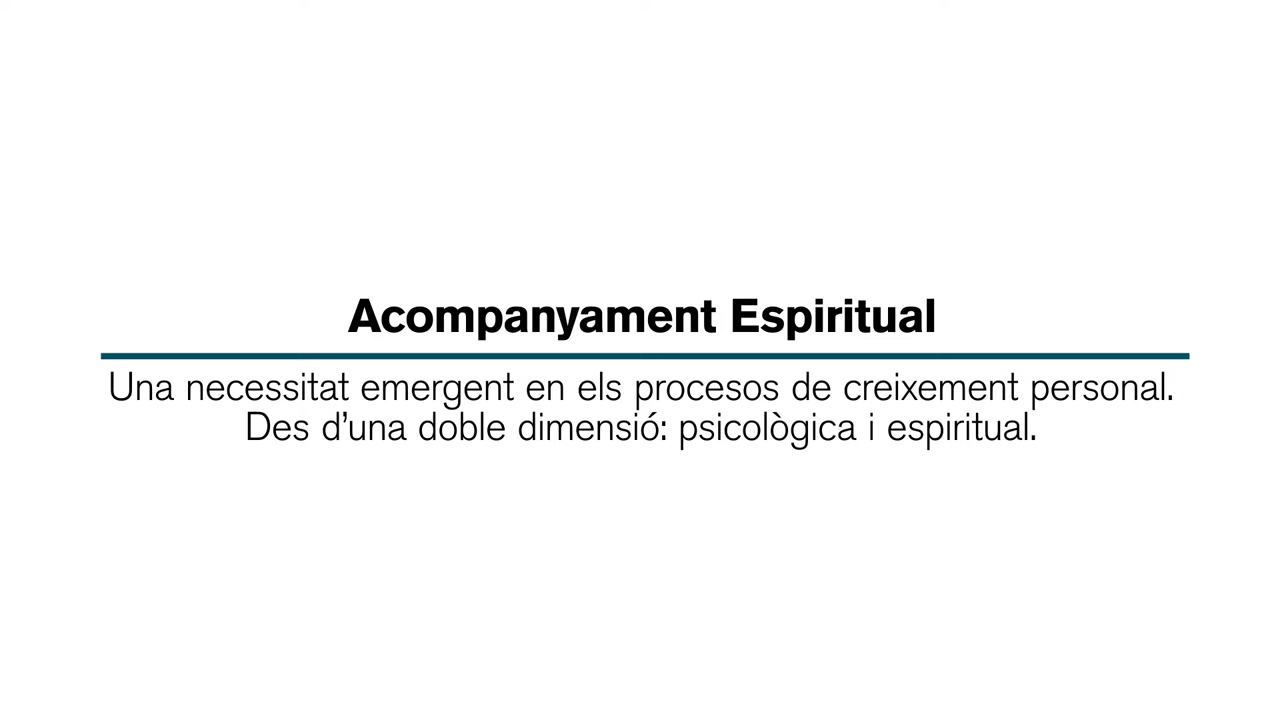 Acompanyament Espiritual
Una necessitat emergent en els procesos de creixement personal.
Des d’una doble dimensió: psicològica i espiritual.